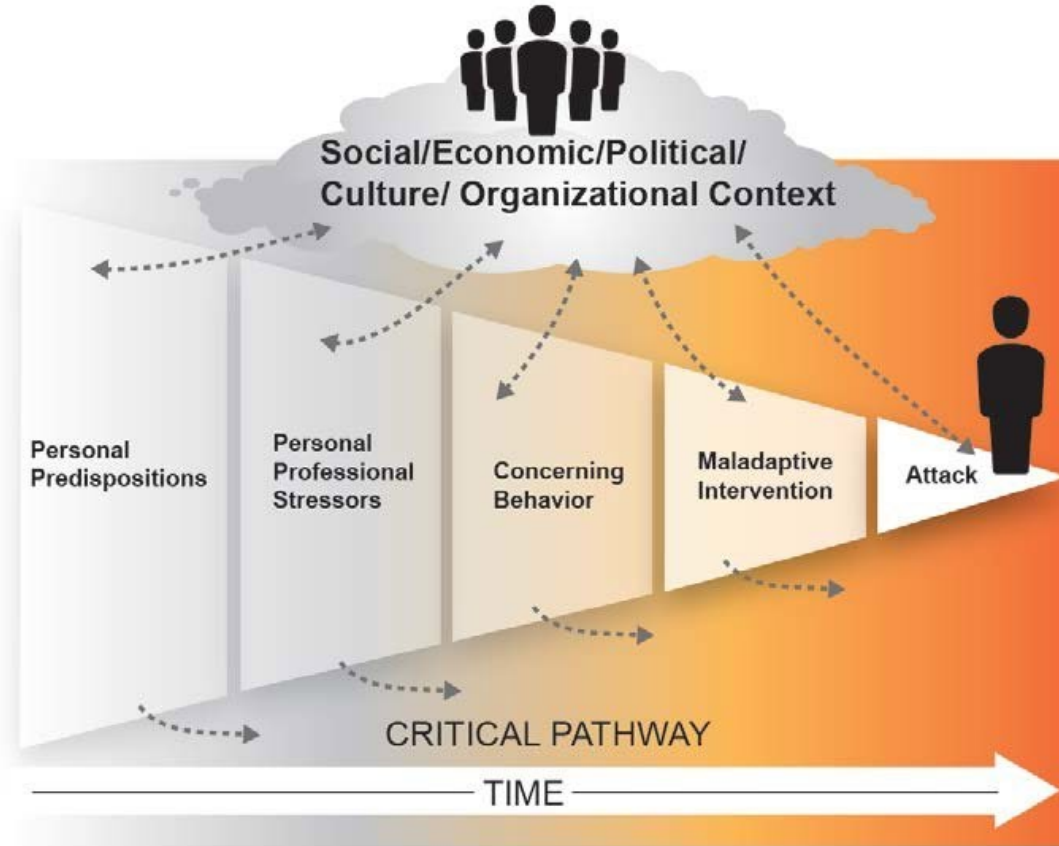 Social/Economic/Political/
Culture/ Organizational Context
Personal
Predispositions
Personal
Professional
Stressors
Concerning
Behavior
Maladaptive
Intervention
Attack
CRITICAL PATHWAY
TIME